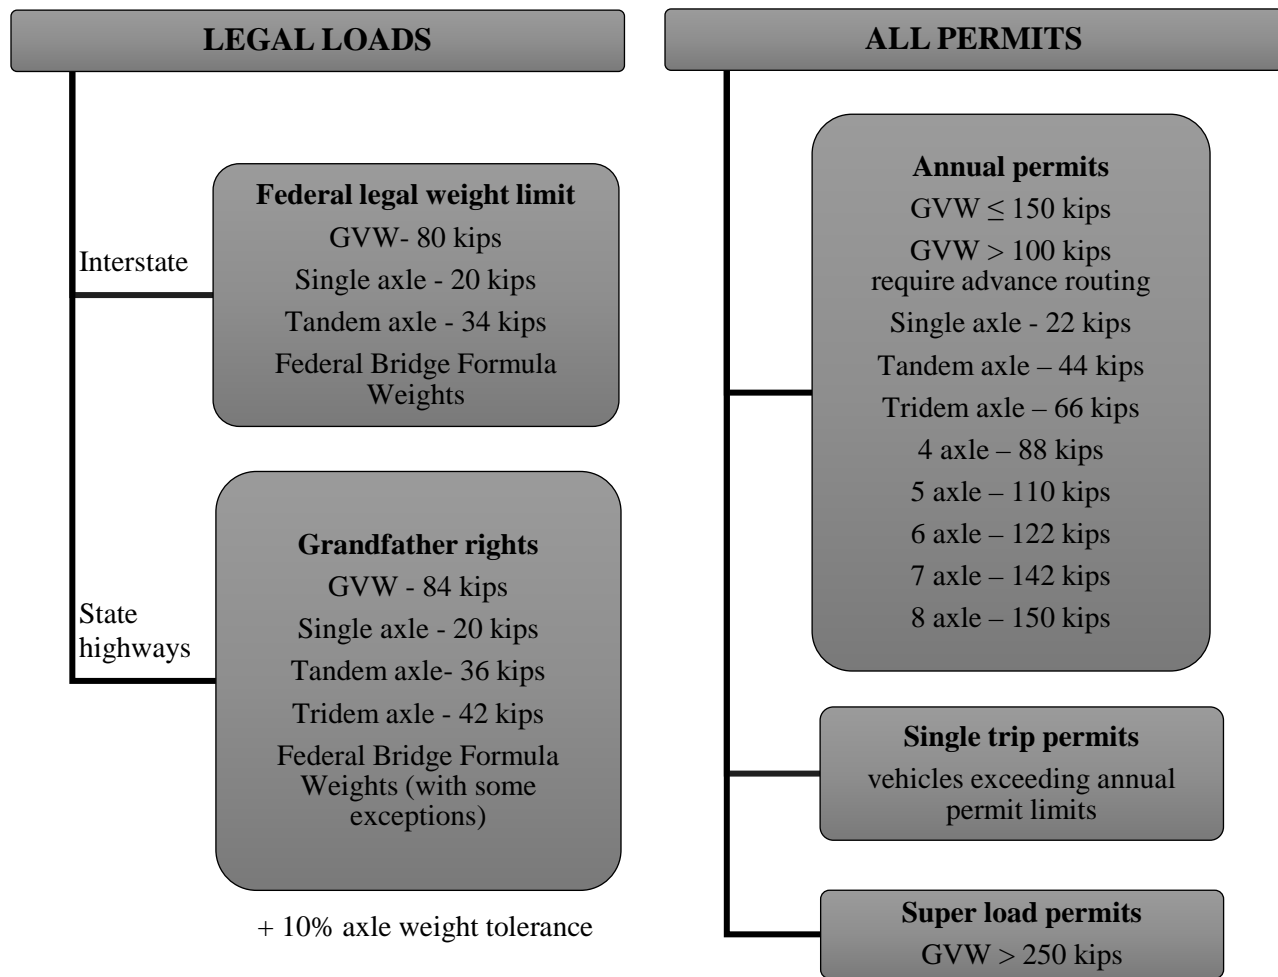 LEGAL LOADS
Interstate
Federal legal weight limit
GVW- 80 kips
Single axle - 20 kips
Tandem axle - 34 kips
Federal Bridge Formula
Weights
State
highways
Grandfather rights
GVW - 84 kips
Single axle - 20 kips
Tandem axle- 36 kips
Tridem axle - 42 kips
Federal Bridge Formula
Weights (with some
exceptions)
+ 10% axle weight tolerance
ALL PERMITS
Annual permits
GVW ≤ 150 kips
GVW > 100 kips
require advance routing
Single axle - 22 kips
Tandem axle – 44 kips
Tridem axle – 66 kips
4 axle – 88 kips
5 axle – 110 kips
6 axle – 122 kips
7 axle – 142 kips
8 axle – 150 kips
Single trip permits
vehicles exceeding annual
permit limits
Super load permits
GVW > 250 kips